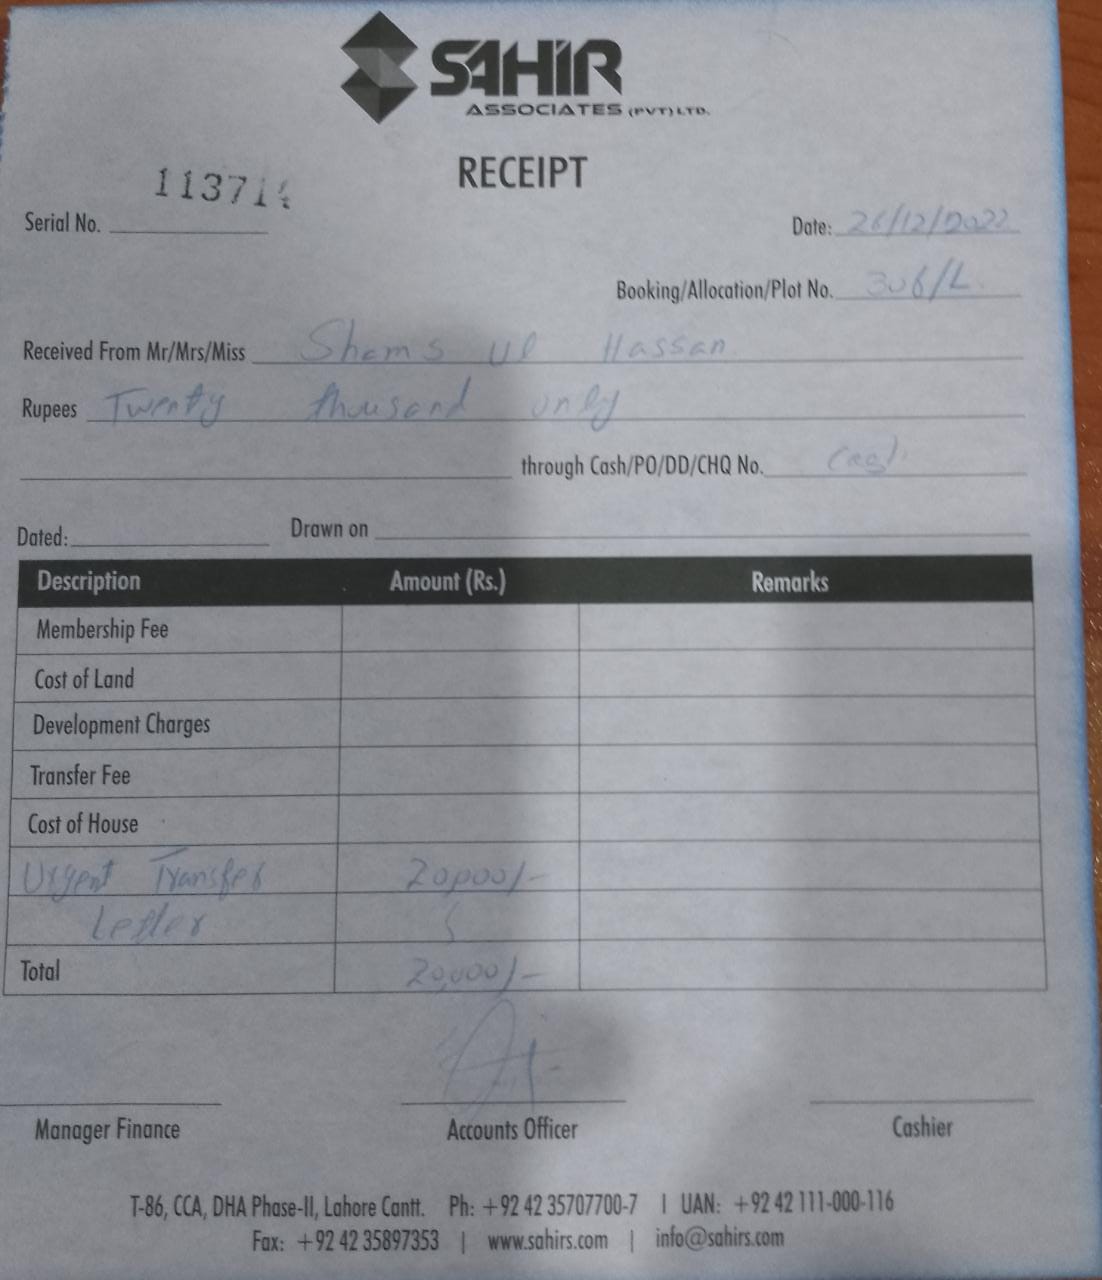 SAHIR
ASSOCIATES (PVT) LTD.
RECEIPT
Serial No. 11371
Date: 26/12/2022
Booking/Allocation/Plot No. 306/L
Received From Mr/Mrs/Miss Shams ul Hassan
Rupees Twenty thousand only
through Cash/PO/DD/CHQ No. Cash
Dated: Drawn on
Description Amount (Rs.) Remarks
Membership Fee
Cost of Land
Development Charges
Transfer Fee
Cost of House
Urgent Transfer 20,000/-
Letter
Total 20,000/-
Manager Finance Accounts Officer Cashier
T-86, CCA, DHA Phase-II, Lahore Cantt. Ph: +92 42 35707700-7 | UAN: +92 42 111-000-116
Fax: +92 42 35897353 | www.sahirs.com | info@sahirs.com